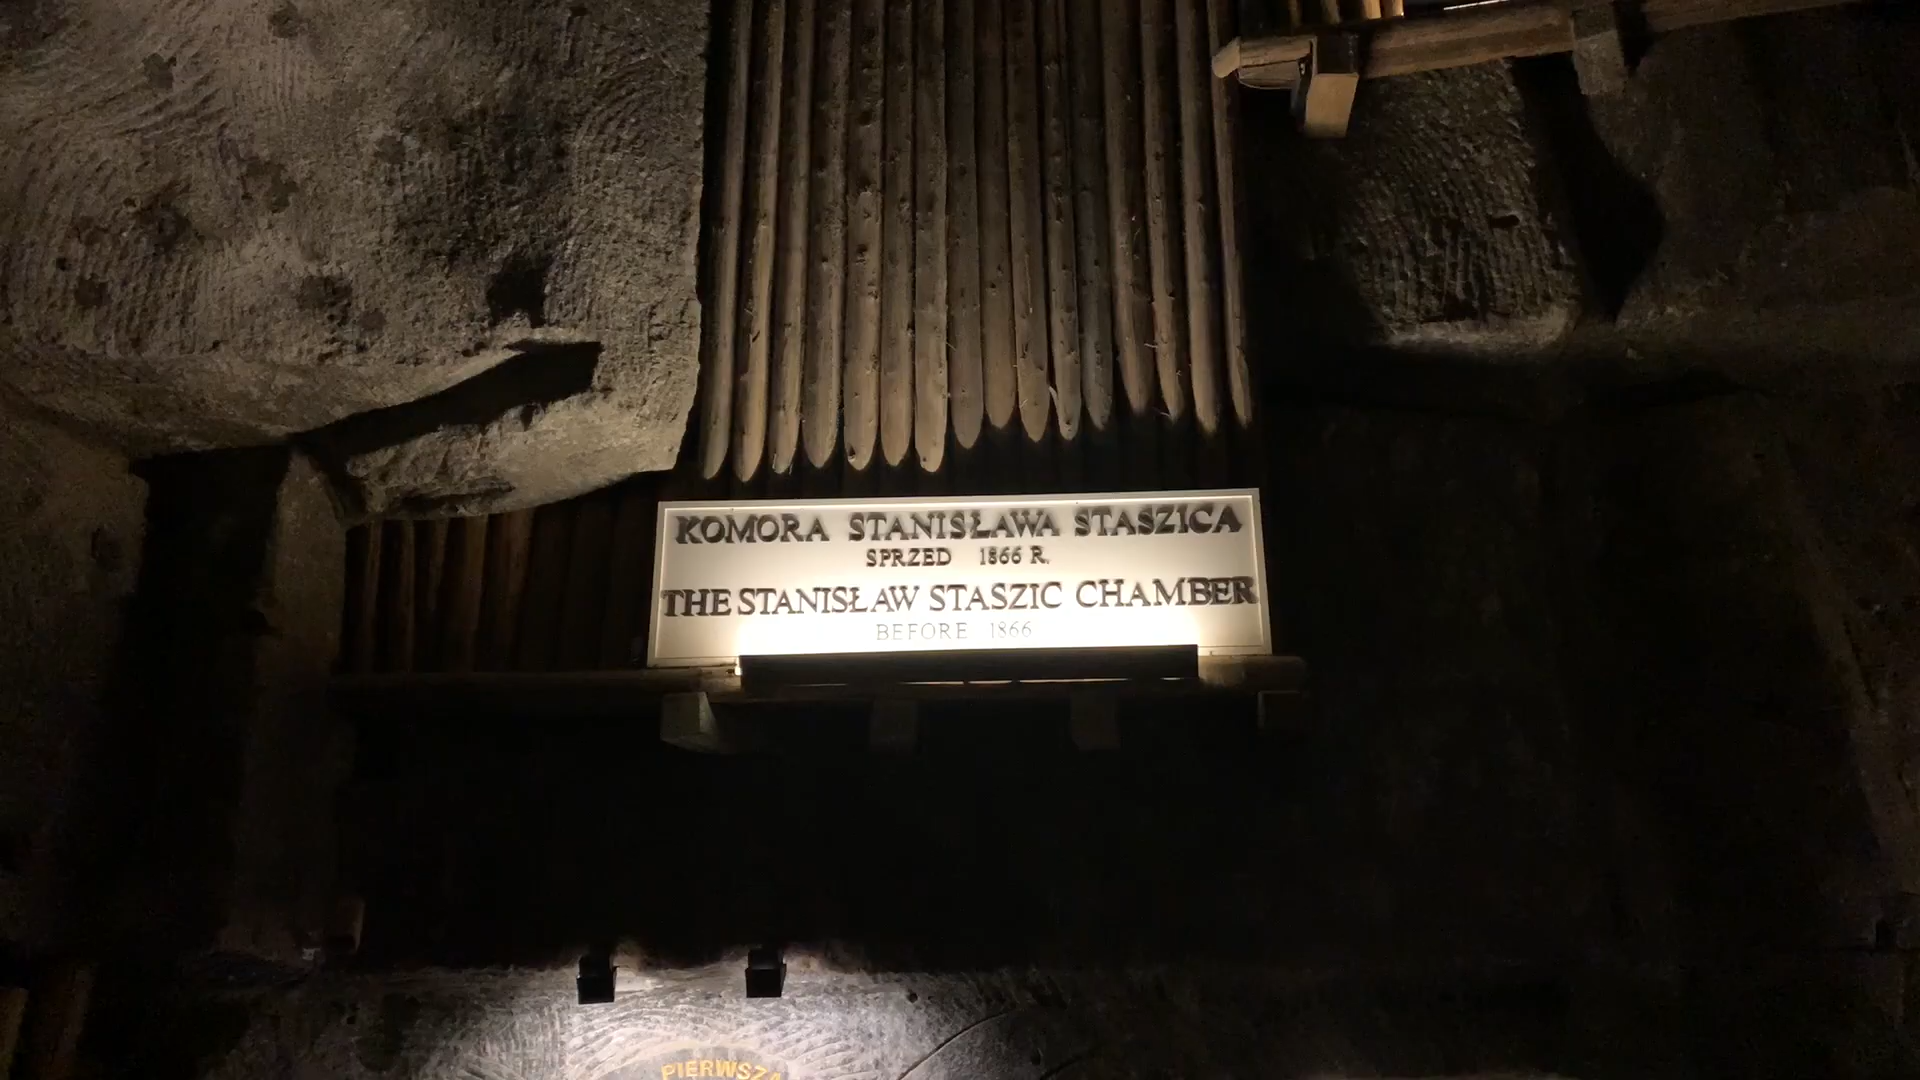 KOMORA STANISŁAWA STASZICA
SPRZED 1866 R.
THE STANISŁAW STASZIC CHAMBER
BEFORE 1866
PIERWSZA